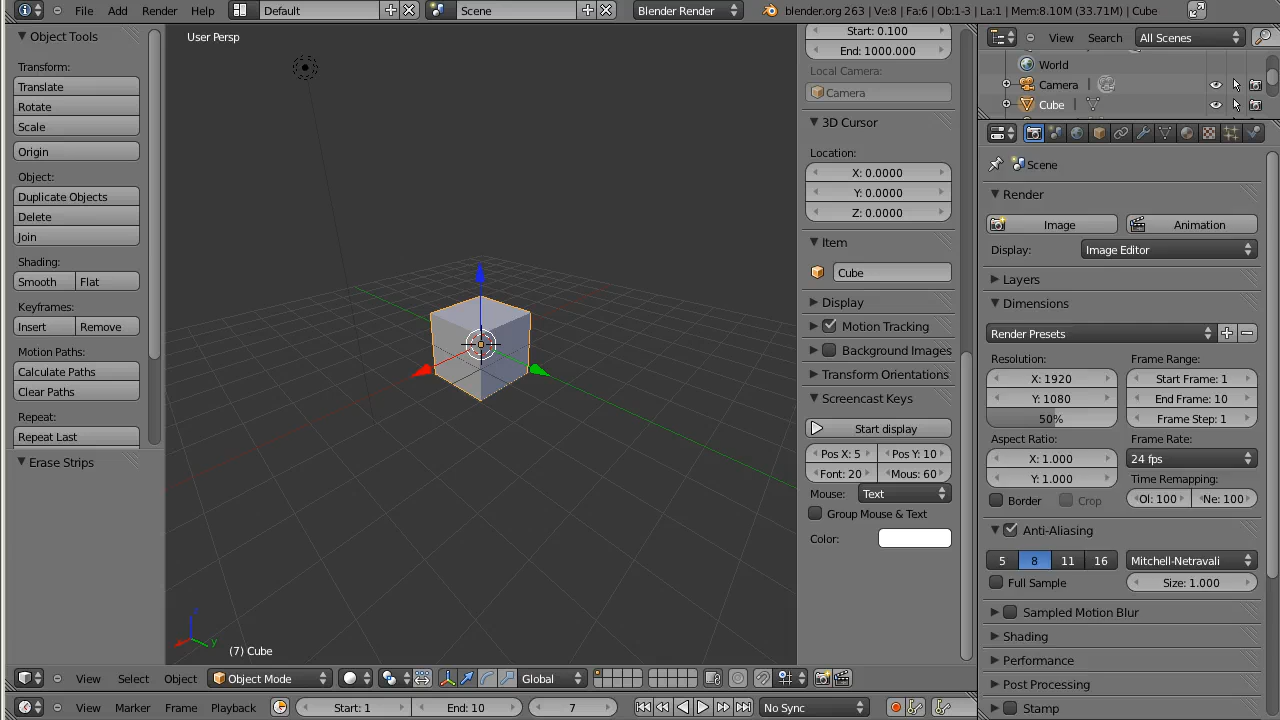 File Add Render Help
Default
Scene
Blender Render
blender.org 263 | Ve:8 | Fa:6 | Ob:1-3 | La:1 | Mem:8.10M (33.71M) | Cube
Object Tools
Transform:
Translate
Rotate
Scale
Origin
Object:
Duplicate Objects
Delete
Join
Shading:
Smooth Flat
Keyframes:
Insert Remove
Motion Paths:
Calculate Paths
Clear Paths
Repeat:
Repeat Last
Erase Strips
User Persp
(7) Cube
Start: 0.100
End: 1000.000
Local Camera:
Camera
3D Cursor
Location:
X: 0.0000
Y: 0.0000
Z: 0.0000
Item
Cube
Display
Motion Tracking
Background Images
Transform Orientations
Screencast Keys
Start display
Pos X: 5 Pos Y: 10
Font: 20 Mous: 60
Mouse: Text
Group Mouse & Text
Color:
View Search All Scenes
World
Camera
Cube
Scene
Render
Image Animation
Display: Image Editor
Layers
Dimensions
Render Presets
Resolution: Frame Range:
X: 1920 Start Frame: 1
Y: 1080 End Frame: 10
50% Frame Step: 1
Aspect Ratio: Frame Rate:
X: 1.000 24 fps
Y: 1.000 Time Remapping:
Border Crop Ol: 100 Ne: 100
Anti-Aliasing
5 8 11 16 Mitchell-Netravali
Full Sample Size: 1.000
Sampled Motion Blur
Shading
Performance
Post Processing
Stamp
View Select Object Object Mode Global
View Marker Frame Playback Start: 1 End: 10 7 No Sync